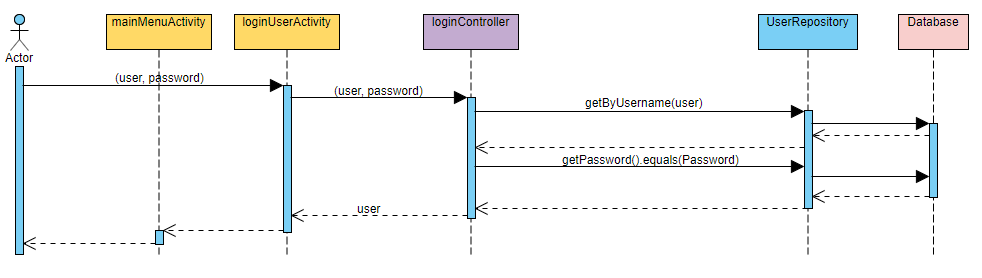 mainMenuActivity
loginUserActivity
loginController
UserRepository
Database
Actor
(user, password)
(user, password)
getByUsername(user)
getPassword().equals(Password)
user